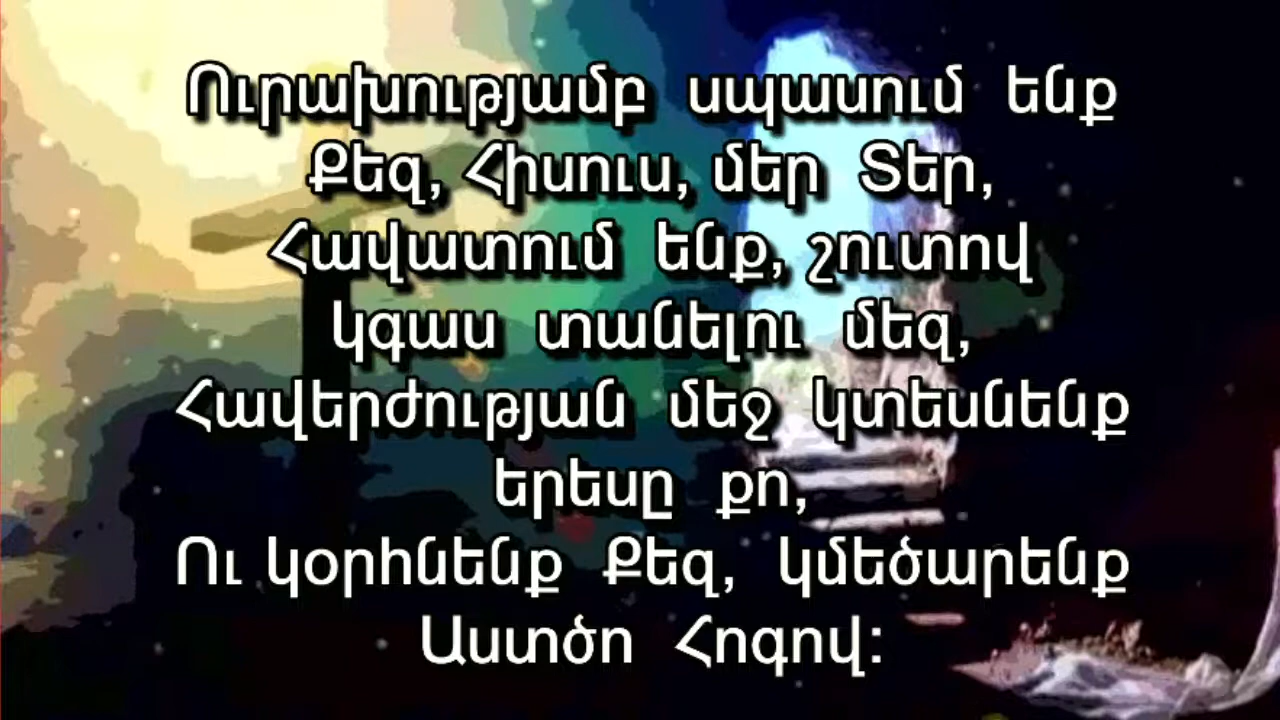 Ուրախությամբ սպասում ենք
Քեզ, Հիսուս, մեր Տեր,
Հավատում ենք, շուտով
կգաս տանելու մեզ,
Հավերժության մեջ կտեսնենք
երեսը քո,
Ու կօրհնենք Քեզ, կմեծարենք
Աստծո Հոգով: